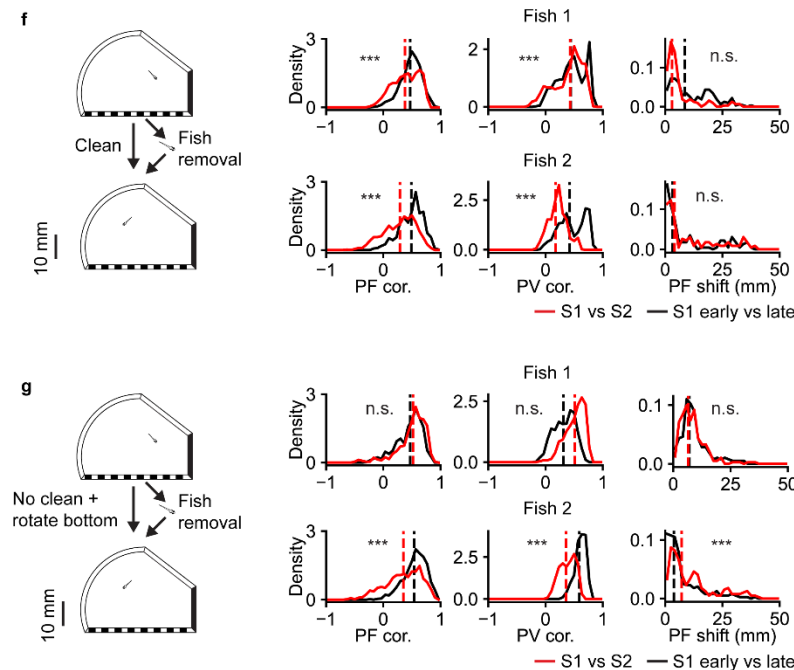 f
Clean
Fish
removal
10 mm
Fish 1
Density
3
0
***
−1
0
1
2
0
***
−1
0
1
0.1
0.0
n.s.
0
25
50
Fish 2
Density
3
0
***
−1
0
1
PF cor.
2.5
0.0
***
−1
0
1
PV cor.
0.1
0.0
n.s.
0
25
50
PF shift (mm)
S1 vs S2
S1 early vs late
g
No clean +
rotate bottom
Fish
removal
10 mm
Fish 1
Density
3
0
n.s.
−1
0
1
2.5
0.0
n.s.
−1
0
1
0.1
0.0
n.s.
0
25
50
Fish 2
Density
3
0
***
−1
0
1
PF cor.
2.5
0.0
***
−1
0
1
PV cor.
0.1
0.0
***
0
25
50
PF shift (mm)
S1 vs S2
S1 early vs late